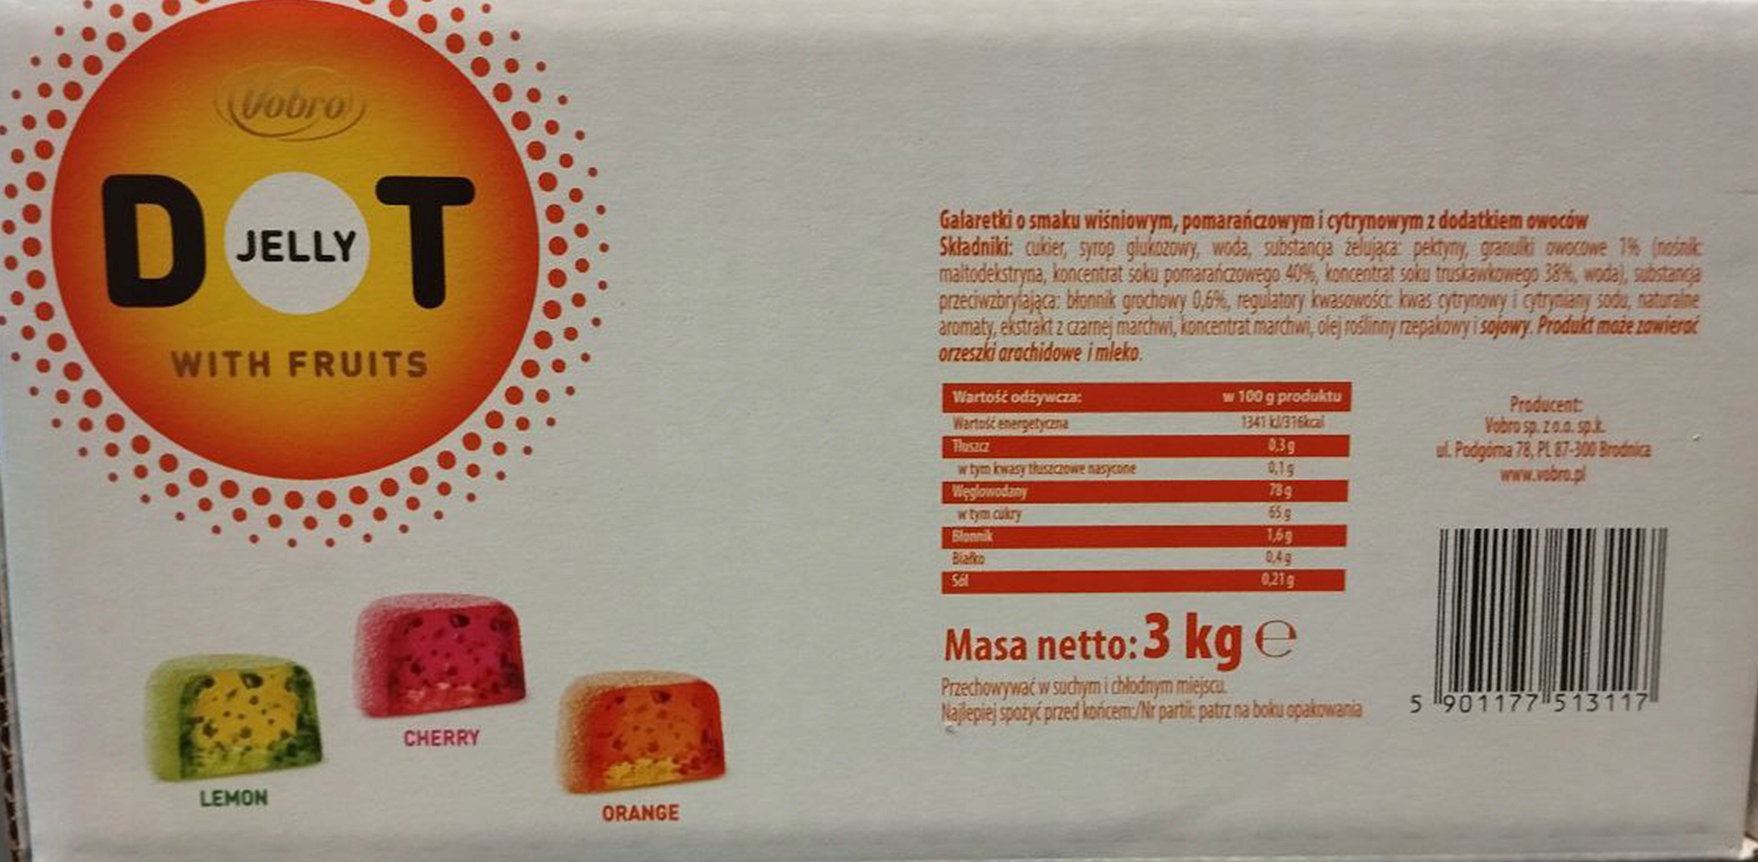 Vobro
DOT
JELLY
WITH FRUITS
LEMON
CHERRY
ORANGE
Galaretki o smaku wiśniowym, pomarańczowym i cytrynowym z dodatkiem owoców
Składniki: cukier, syrop glukozowy, woda, substancja żelująca: pektyny, granulki owocowe 1% (nośnik:
maltodekstryna, koncentrat soku pomarańczowego 40%, koncentrat soku truskawkowego 38%, woda), substancja
przeciwzbrylająca: błonnik grochowy 0,6%, regulatory kwasowości: kwas cytrynowy i cytryniany sodu, naturalne
aromaty, ekstrakt z czarnej marchwi, koncentrat marchwi, olej roślinny rzepakowy i sojowy. Produkt może zawierać
orzeszki arachidowe i mleko.
Wartość odżywcza: w 100 g produktu
Wartość energetyczna 1341 kJ/316kcal
Tłuszcz 0,3 g
w tym kwasy tłuszczowe nasycone 0,1 g
Węglowodany 78 g
w tym cukry 65 g
Błonnik 1,6 g
Białko 0,4 g
Sól 0,21 g
Masa netto: 3 kg ℮
Przechowywać w suchym i chłodnym miejscu.
Najlepiej spożyć przed końcem:/Nr partii: patrz na boku opakowania
Producent:
Vobro sp. z o.o. sp.k.
ul. Podgórna 78, PL 87-300 Brodnica
www.vobro.pl
5 901177 513117